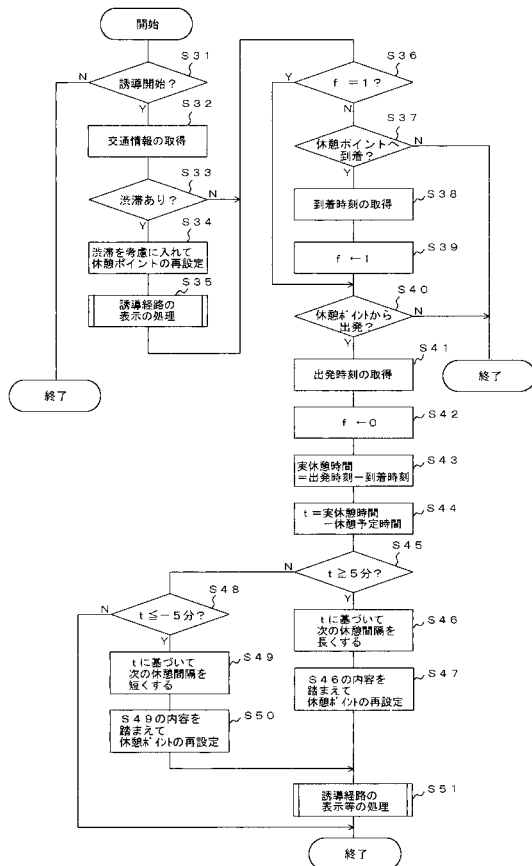 開始
S31
誘導開始？
N
Y
S32
交通情報の取得
S33
渋滞あり？
N
Y
S34
渋滞を考慮に入れて
休憩ポイントの再設定
S35
誘導経路の
表示の処理
終了
S36
f＝1？
Y
N
S37
休憩ポイントへ
到着？
N
Y
S38
到着時刻の取得
S39
f ←1
S40
休憩ポイントから
出発？
N
Y
S41
出発時刻の取得
終了
S42
f ←0
S43
実休憩時間
＝出発時刻－到着時刻
S44
t＝実休憩時間
－休憩予定時間
S45
t≧5分？
N
Y
S46
tに基づいて
次の休憩間隔を
長くする
S47
S46の内容を
踏まえて
休憩ポイントの再設定
S48
t≦－5分？
N
Y
S49
tに基づいて
次の休憩間隔を
短くする
S50
S49の内容を
踏まえて
休憩ポイントの再設定
S51
誘導経路の
表示等の処理
終了